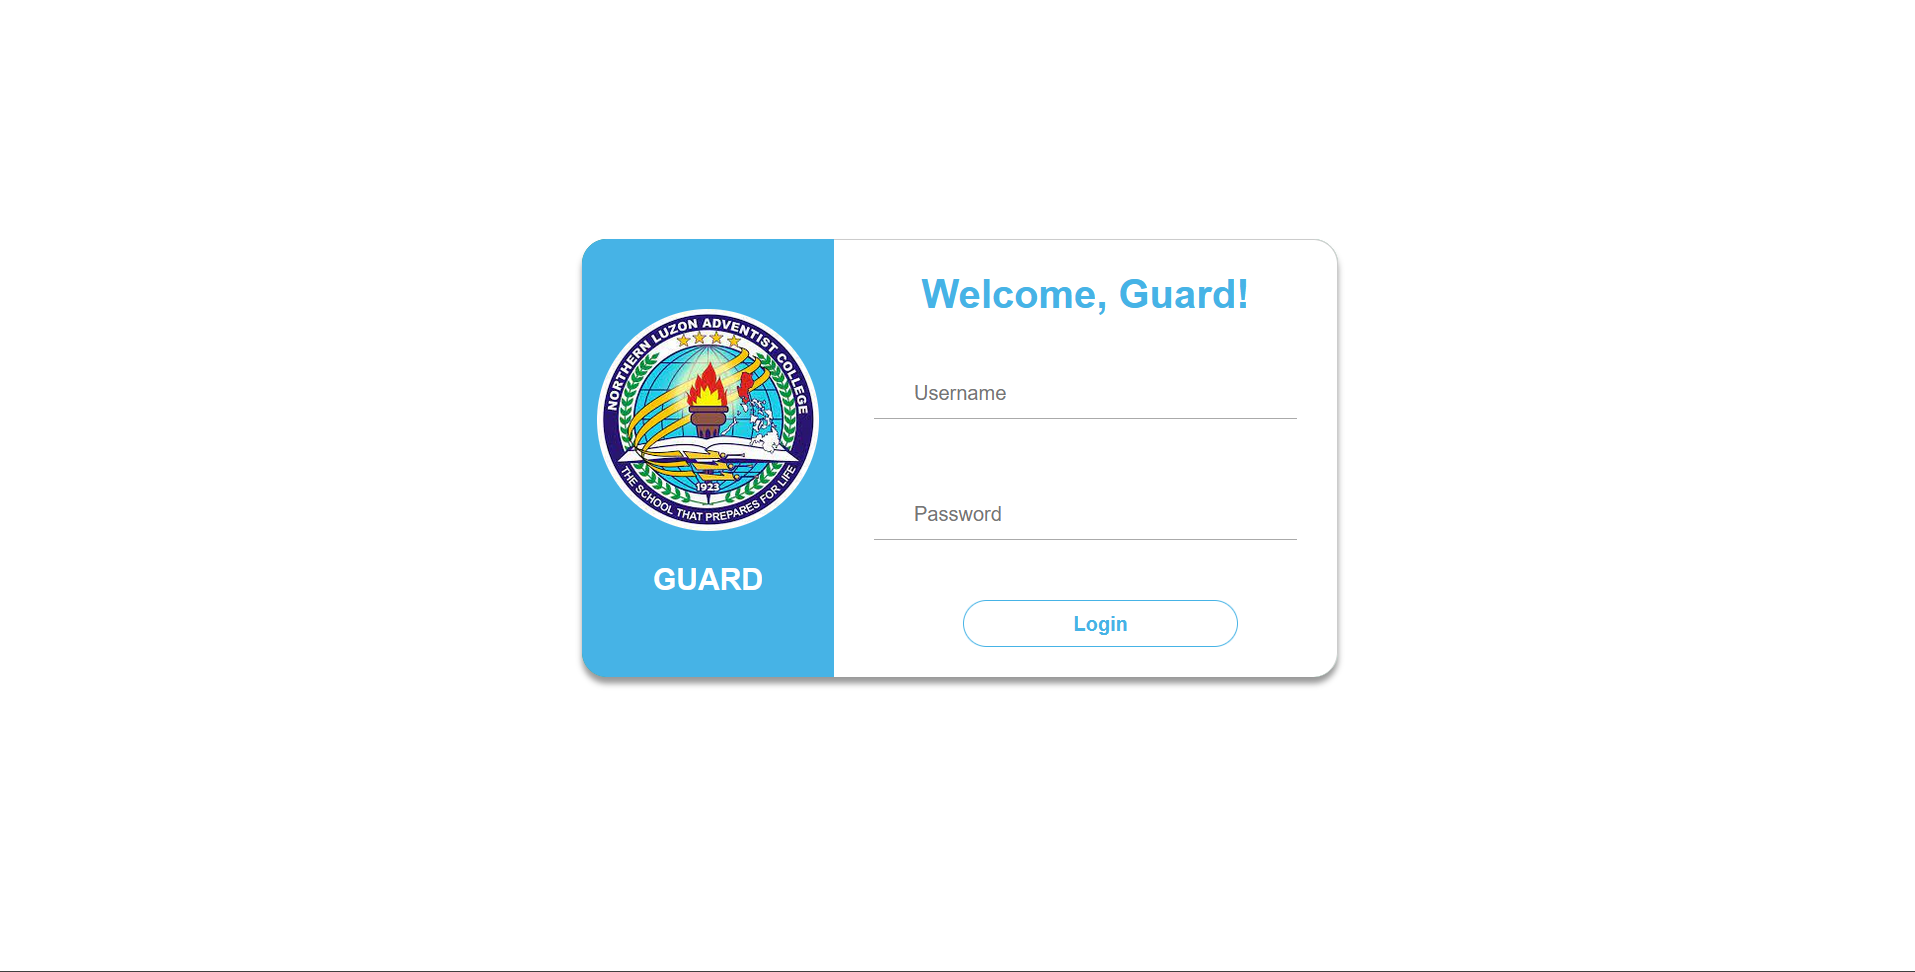 NORTHERN LUZON ADVENTIST COLLEGE
1923
THE SCHOOL THAT PREPARES FOR LIFE
GUARD
Welcome, Guard!
Username
Password
Login